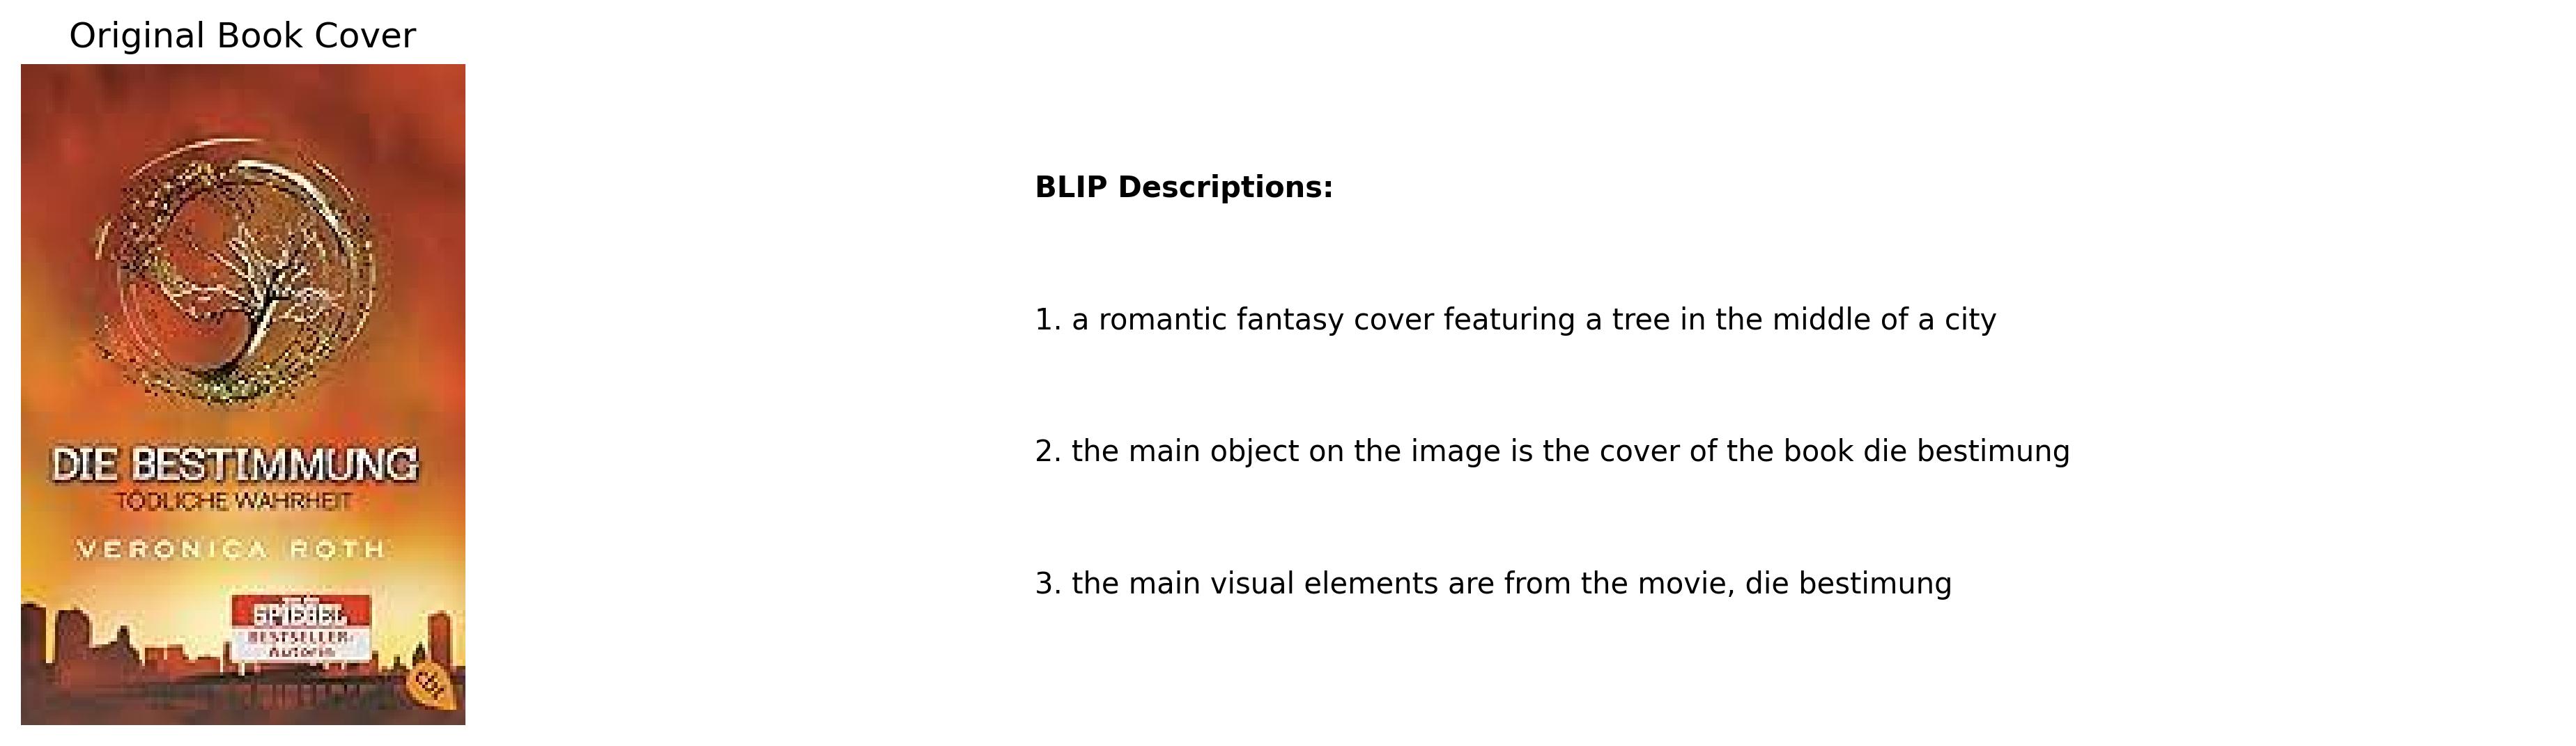 Original Book Cover
DIE BESTIMMUNG
TÖDLICHE WAHRHEIT
VERONICA ROTH
SPIEGEL
BESTSELLER-
Autorin
cbt
BLIP Descriptions:
1. a romantic fantasy cover featuring a tree in the middle of a city
2. the main object on the image is the cover of the book die bestimung
3. the main visual elements are from the movie, die bestimung